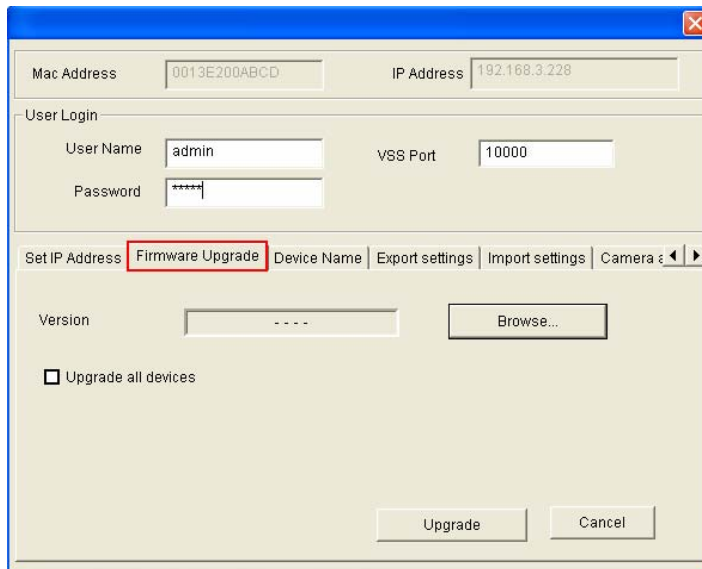 Mac Address 0013E200ABCD IP Address 192.168.3.228
User Login
User Name admin VSS Port 10000
Password *****
Set IP Address Firmware Upgrade Device Name Export settings Import settings Camera
Version - - - - Browse...
Upgrade all devices
Upgrade Cancel